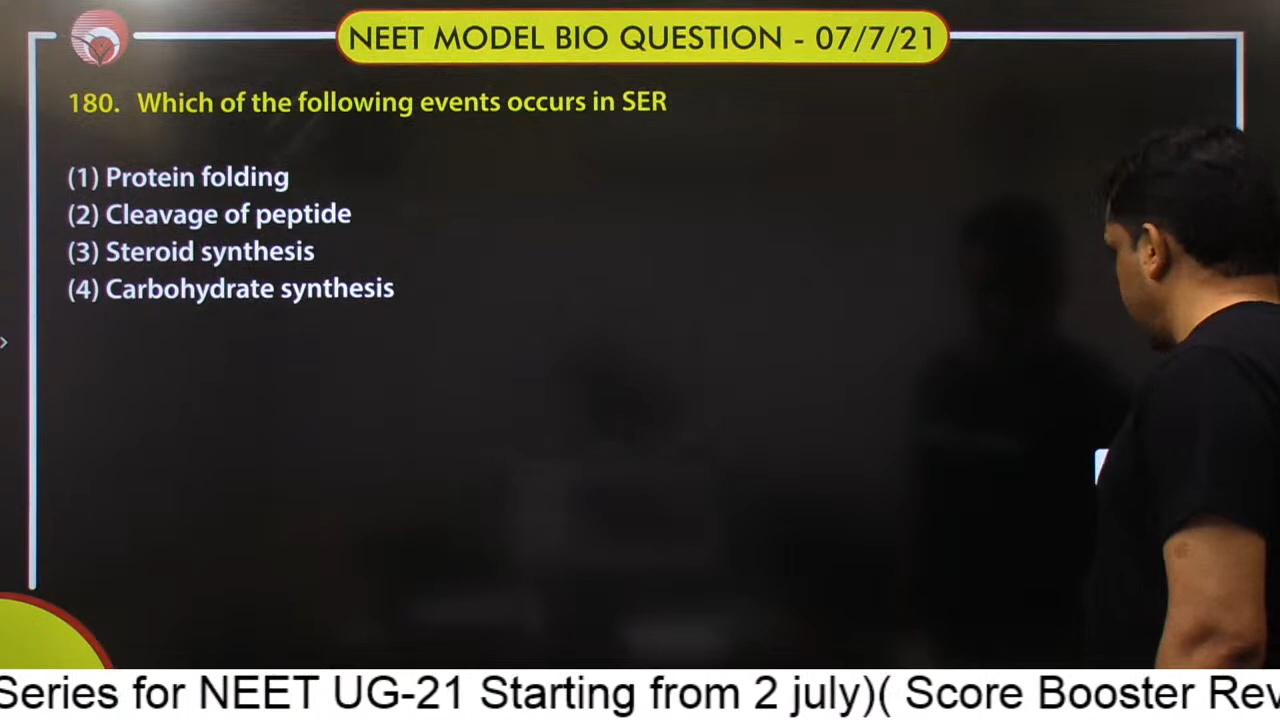 NEET MODEL BIO QUESTION - 07/7/21
180. Which of the following events occurs in SER
(1) Protein folding
(2) Cleavage of peptide
(3) Steroid synthesis
(4) Carbohydrate synthesis
Series for NEET UG-21 Starting from 2 july)( Score Booster Rev